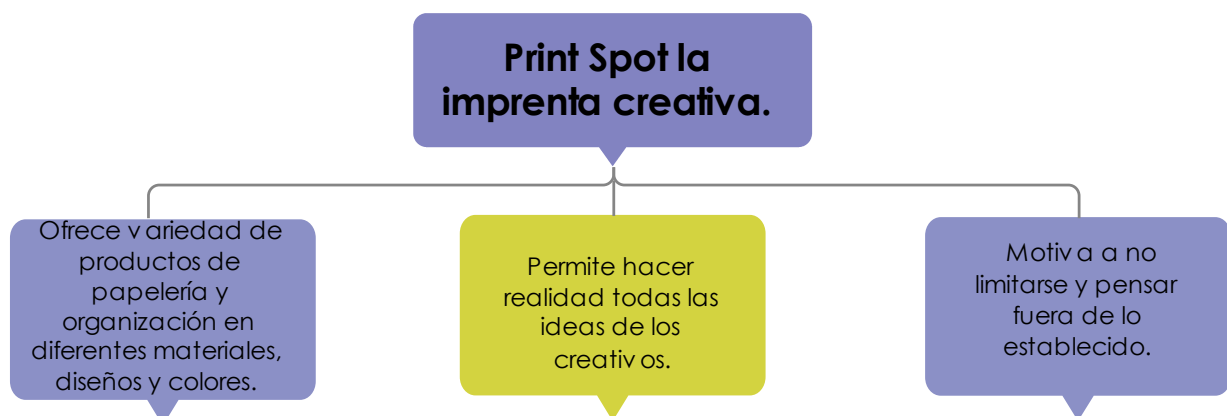 Print Spot la
imprenta creativa.
Ofrece variedad de
productos de
papelería y
organización en
diferentes materiales,
diseños y colores.
Permite hacer
realidad todas las
ideas de los
creativos.
Motiva a no
limitarse y pensar
fuera de lo
establecido.